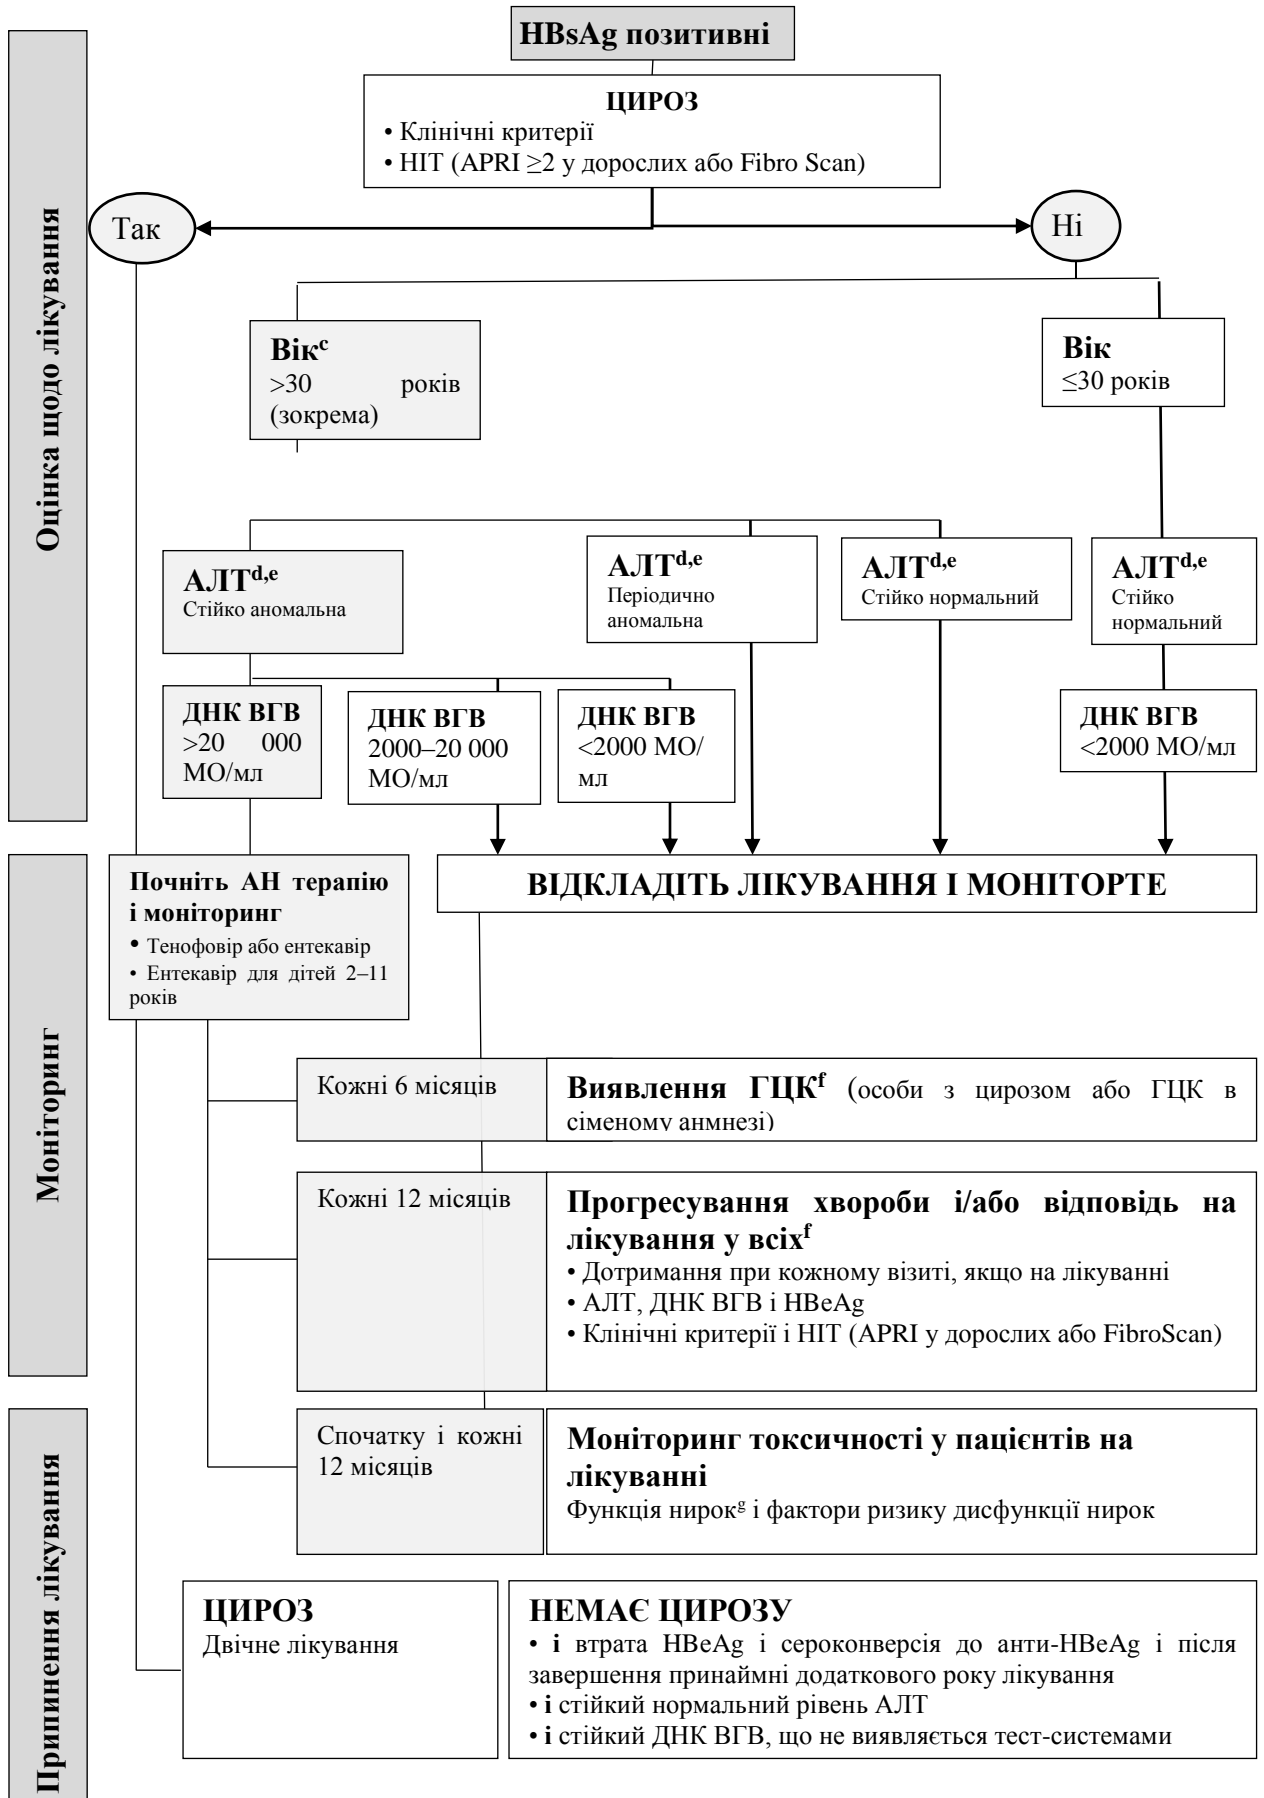 HBsAg позитивні
ЦИРОЗ
• Клінічні критерії
• НІТ (APRI ≥2 у дорослих або Fibro Scan)
Так
Ні
Оцінка щодо лікування
Вікᶜ
>30 років
(зокрема)
Вік
≤30 років
АЛТᵈ,ᵉ
Стійко аномальна
АЛТᵈ,ᵉ
Періодично
аномальна
АЛТᵈ,ᵉ
Стійко нормальний
АЛТᵈ,ᵉ
Стійко
нормальний
ДНК ВГВ
>20 000
МО/мл
ДНК ВГВ
2000–20 000
МО/мл
ДНК ВГВ
<2000 МО/
мл
ДНК ВГВ
<2000 МО/мл
Моніторинг
Почніть АН терапію
і моніторинг
• Тенофовір або ентекавір
• Ентекавір для дітей 2–11
років
ВІДКЛАДІТЬ ЛІКУВАННЯ І МОНІТОРТЕ
Кожні 6 місяців
Виявлення ГЦКᶠ (особи з цирозом або ГЦК в
сіменому анмнезі)
Кожні 12 місяців
Прогресування хвороби і/або відповідь на
лікування у всіхᶠ
• Дотримання при кожному візиті, якщо на лікуванні
• АЛТ, ДНК ВГВ і HBeAg
• Клінічні критерії і НІТ (APRI у дорослих або FibroScan)
Спочатку і кожні
12 місяців
Моніторинг токсичності у пацієнтів на
лікуванні
Функція нирокᵍ і фактори ризику дисфункції нирок
Припинення лікування
ЦИРОЗ
Двічне лікування
НЕМАЄ ЦИРОЗУ
• і втрата HBeAg і сероконверсія до анти-HBeAg і після
завершення принаймні додаткового року лікування
• і стійкий нормальний рівень АЛТ
• і стійкий ДНК ВГВ, що не виявляється тест-системами